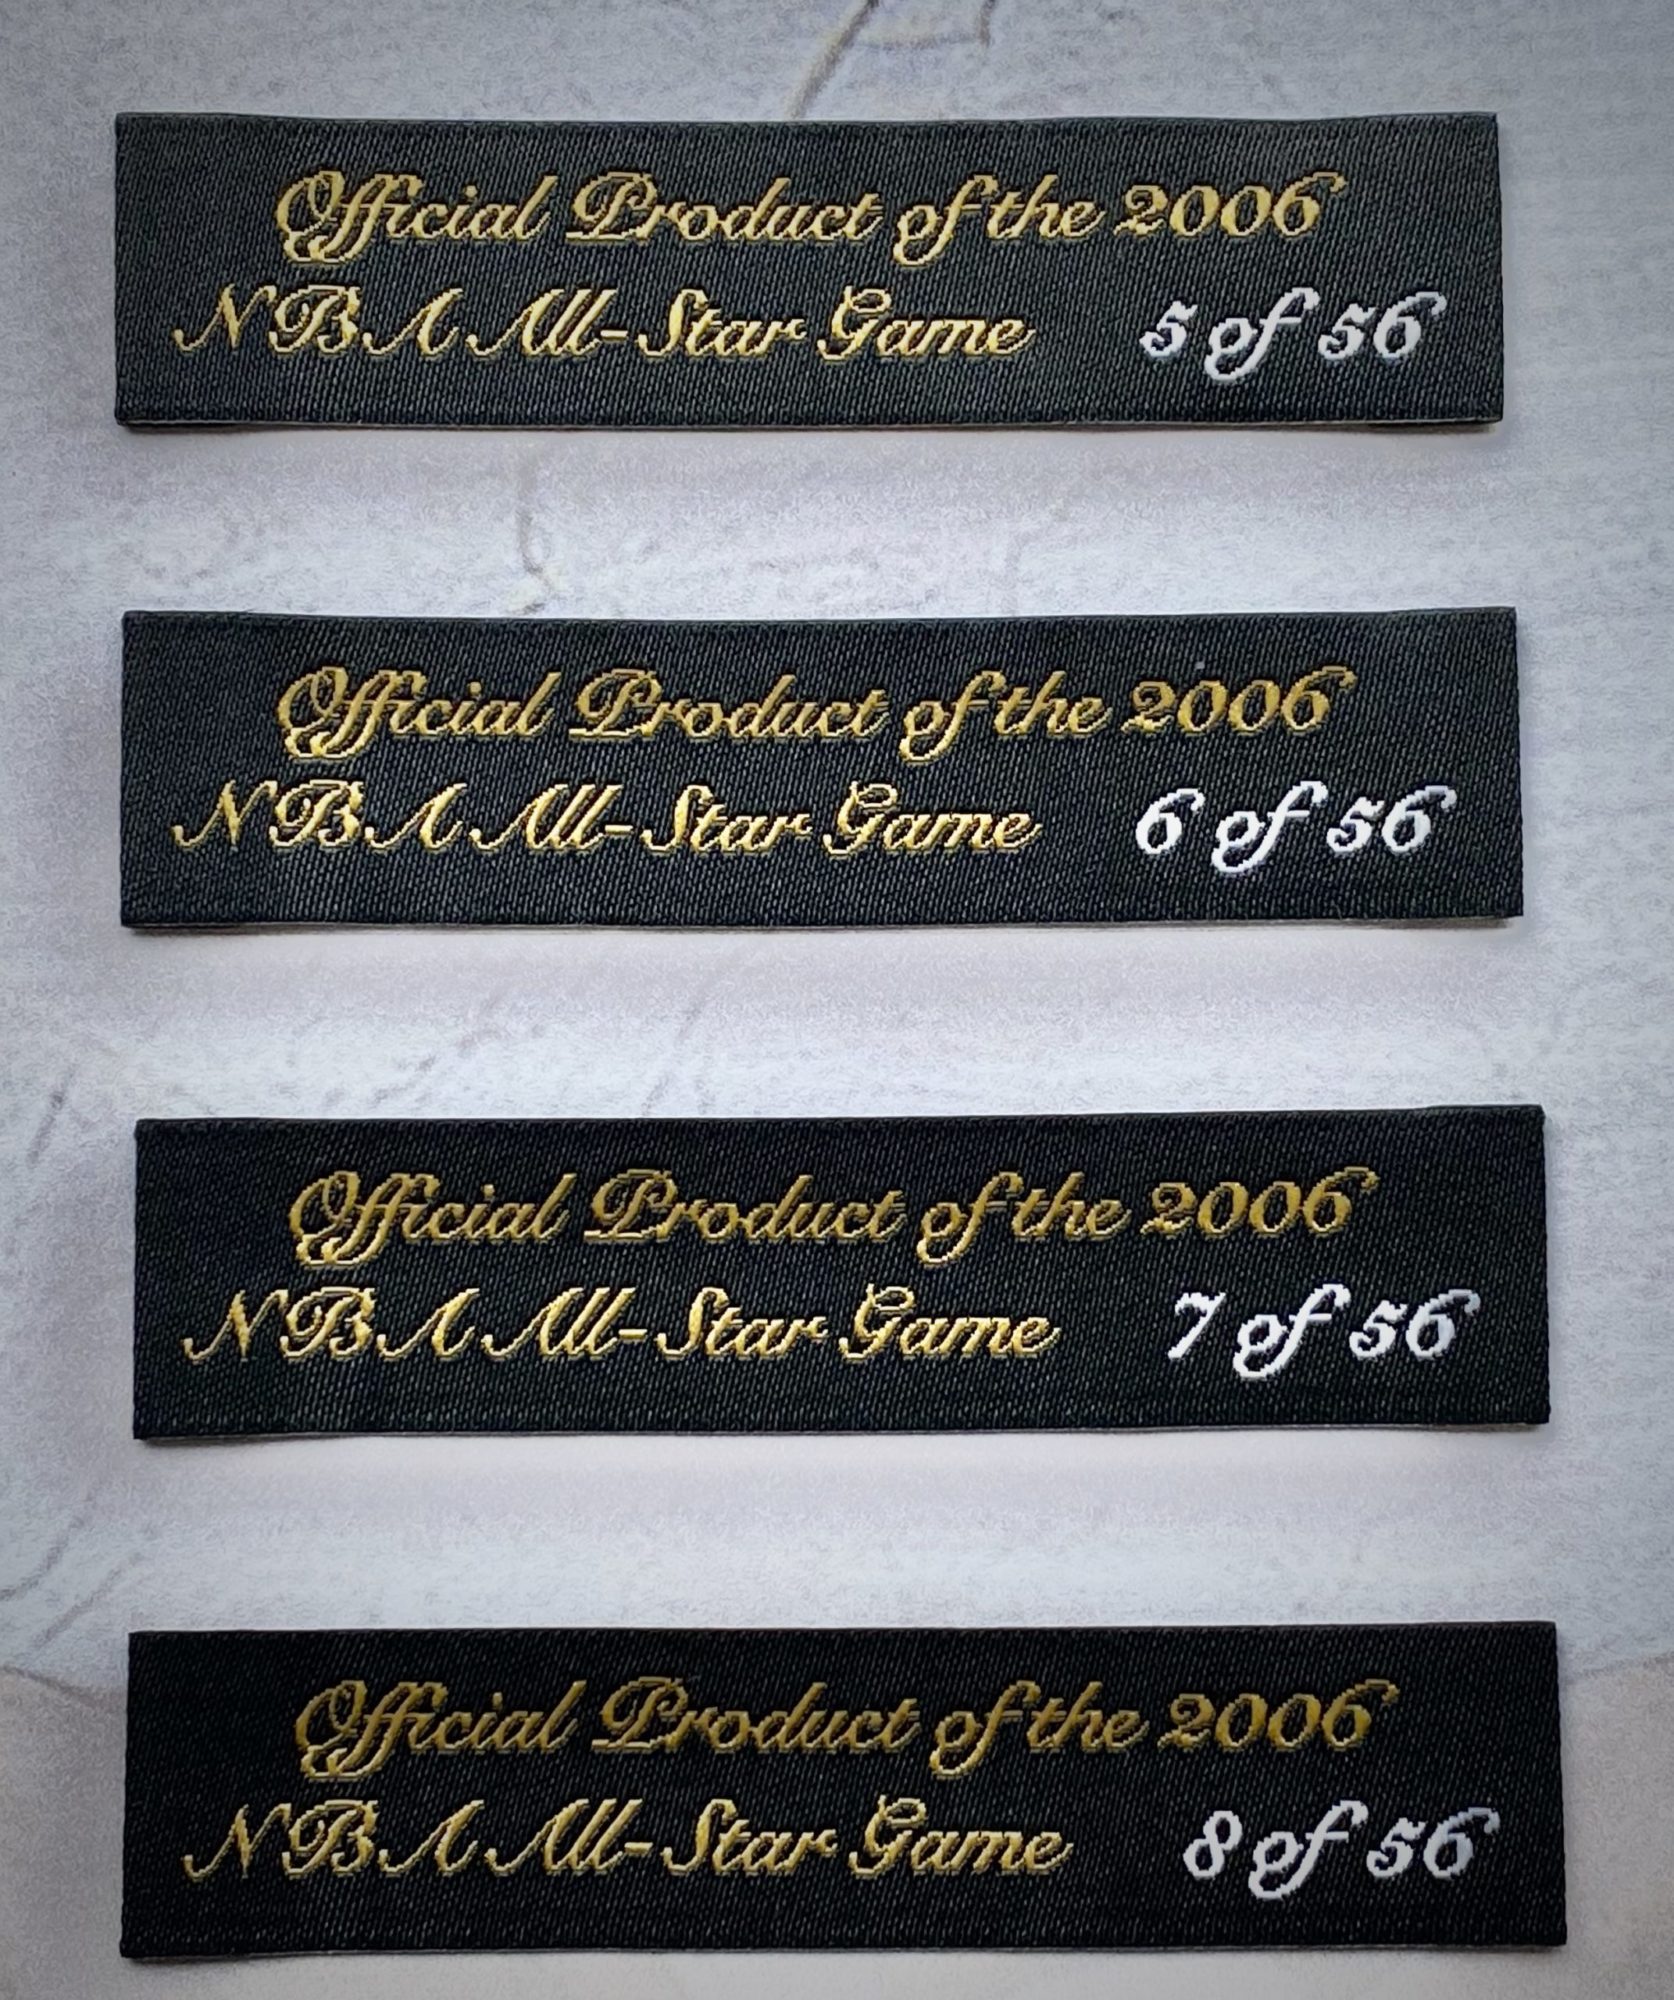 Official Product of the 2006
NBA All-Star Game 5 of 56
Official Product of the 2006
NBA All-Star Game 6 of 56
Official Product of the 2006
NBA All-Star Game 7 of 56
Official Product of the 2006
NBA All-Star Game 8 of 56